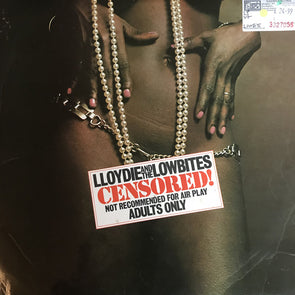 LLOYDIE AND THE LOWBITES
CENSORED!
NOT RECOMMENDED FOR AIR PLAY
ADULTS ONLY